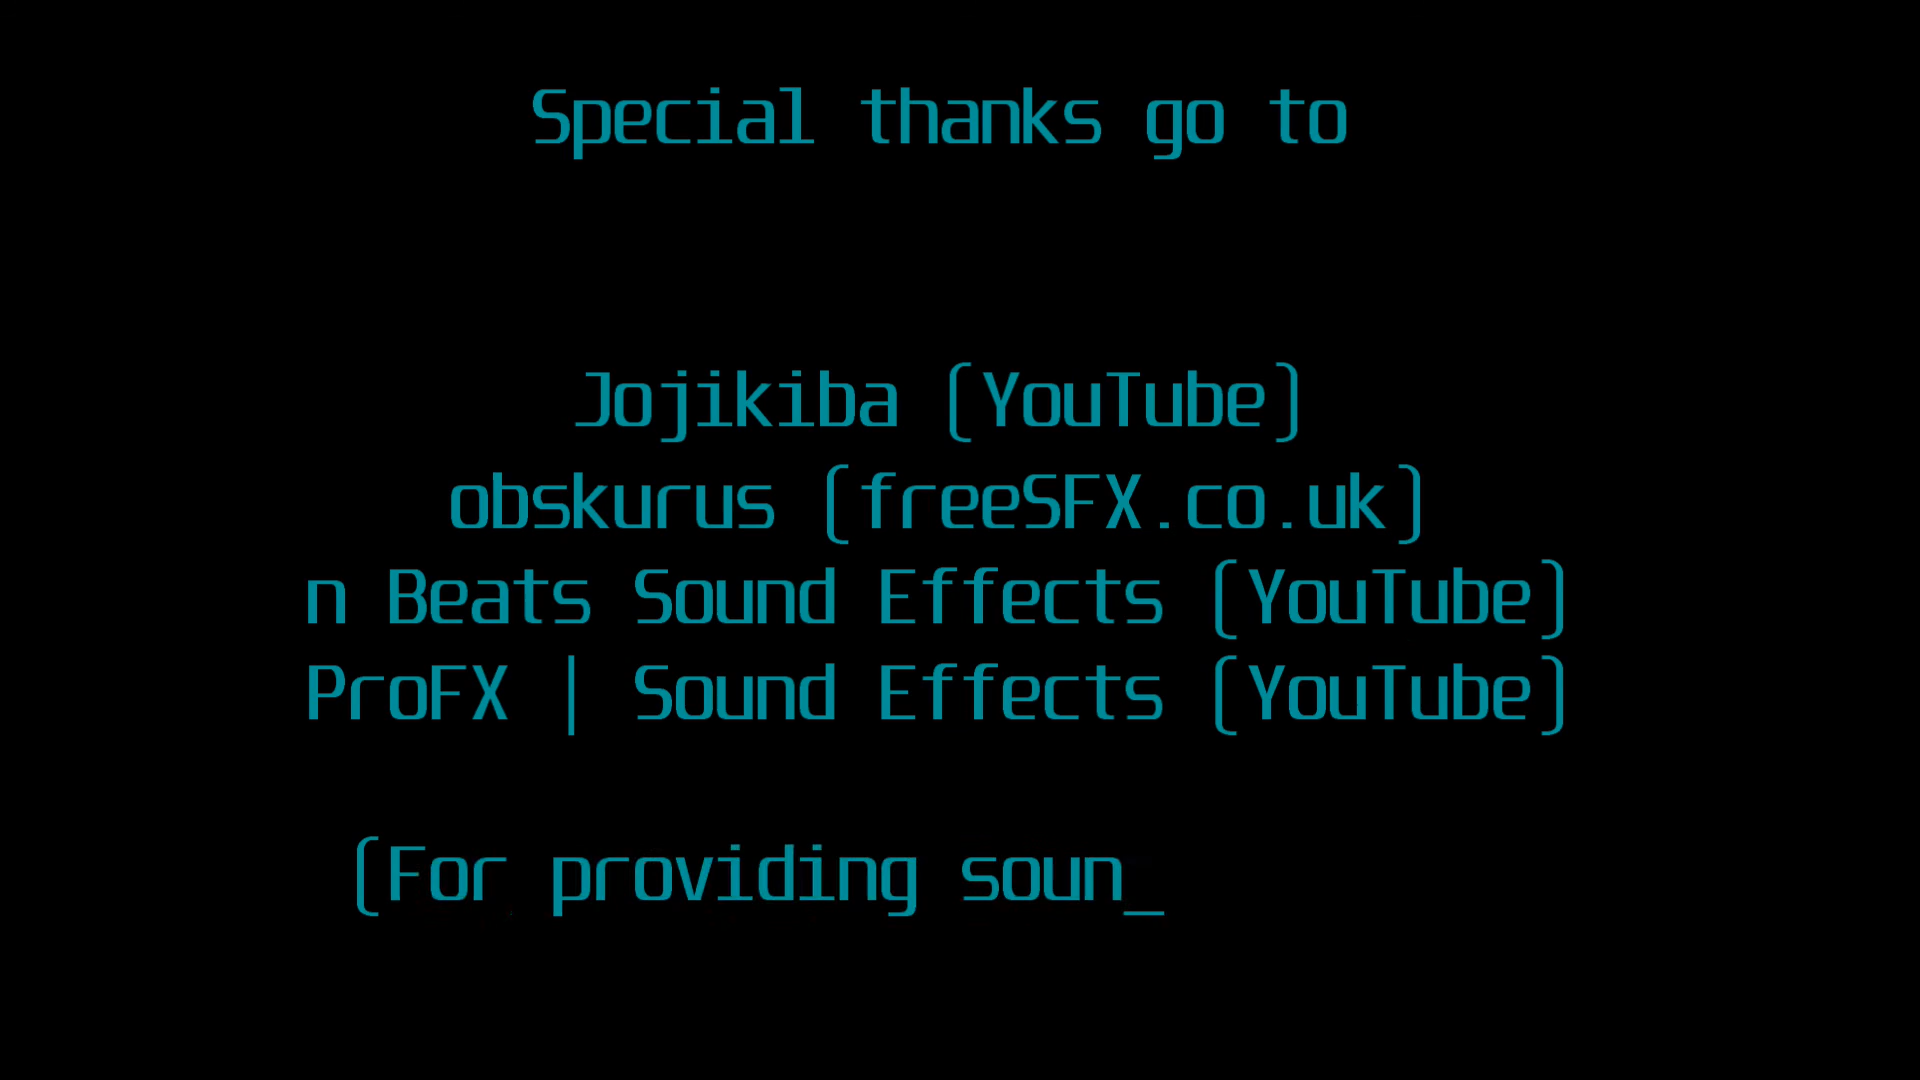 Special thanks go to
Jojikiba (YouTube)
obskurus (freeSFX.co.uk)
n Beats Sound Effects (YouTube)
ProFX | Sound Effects (YouTube)
(For providing soun_